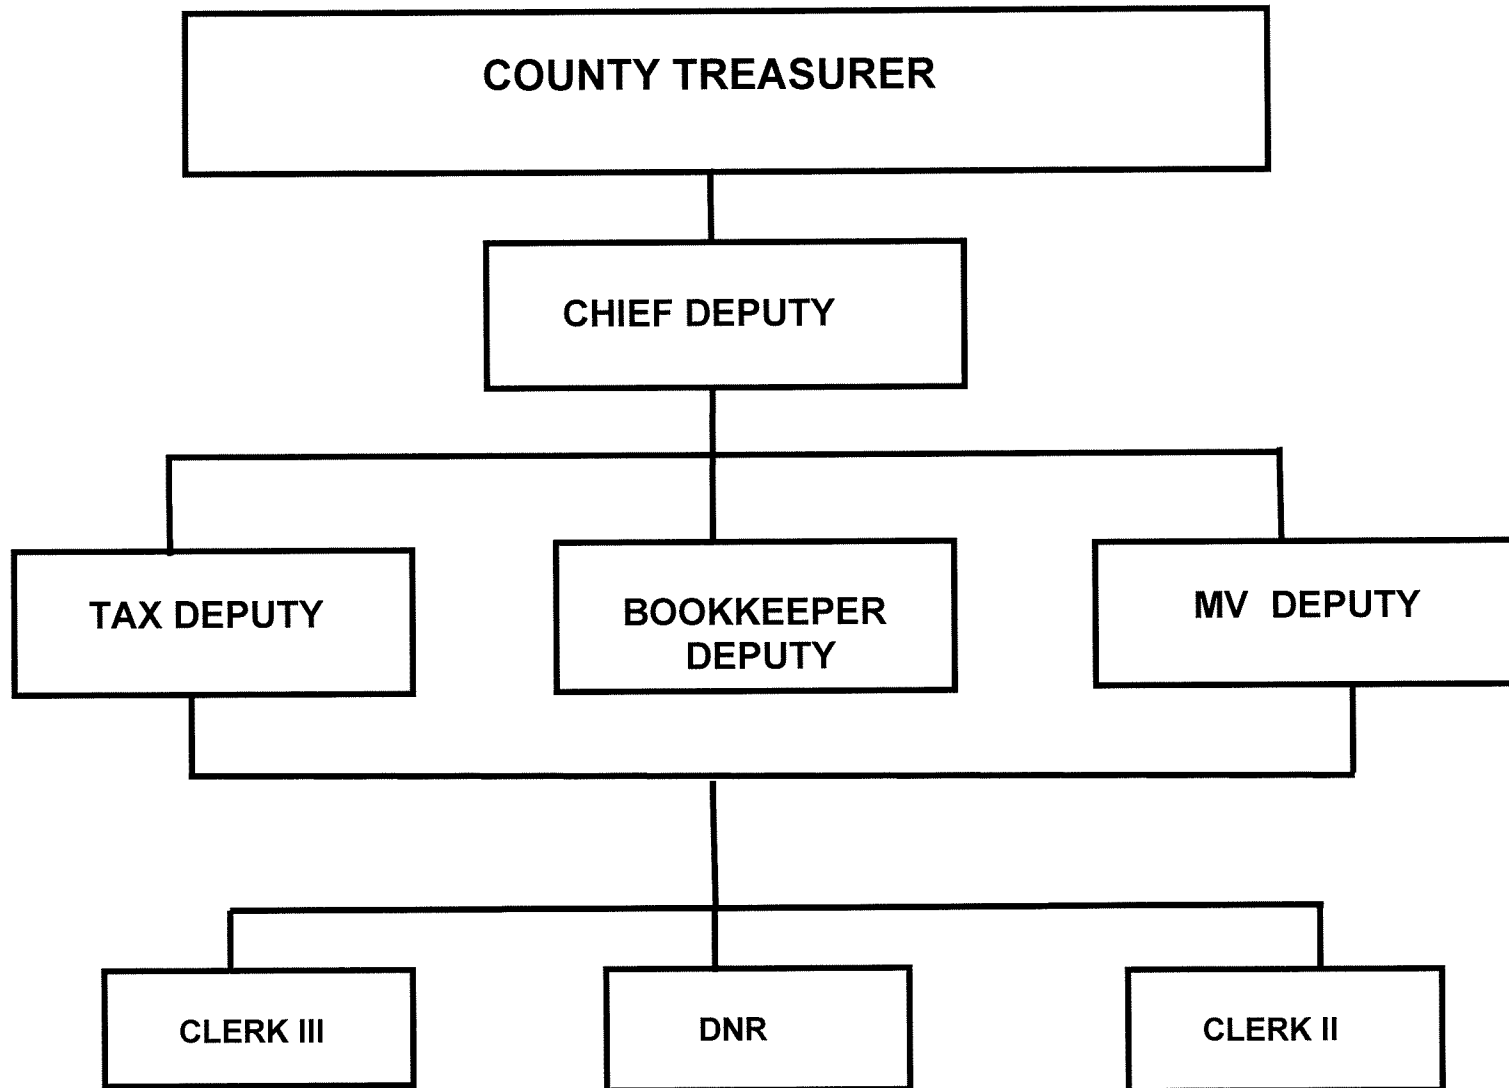 COUNTY TREASURER
CHIEF DEPUTY
TAX DEPUTY
BOOKKEEPER
DEPUTY
MV DEPUTY
CLERK III
DNR
CLERK II